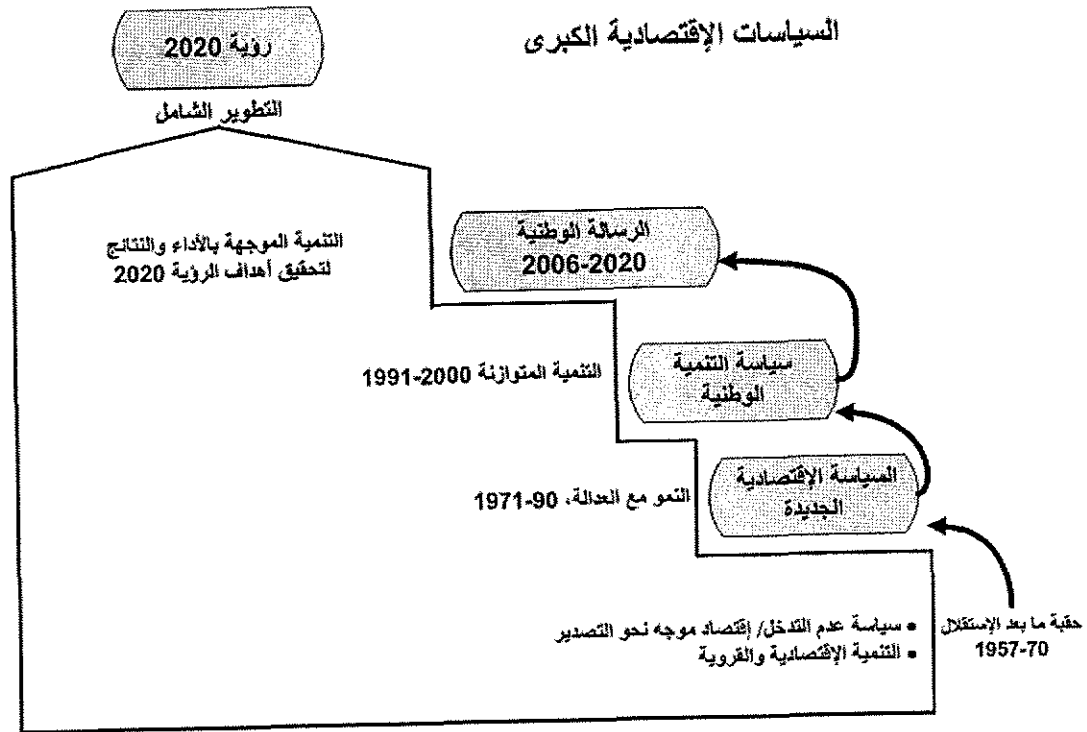 السياسات الإقتصادية الكبرى
رؤية 2020
التطوير الشامل
الرسالة الوطنية
2006-2020
التنمية الموجهة بالأداء والنتائج
لتحقيق أهداف الرؤية 2020
سياسة التنمية
الوطنية
التنمية المتوازنة 1991-2000
السياسة الإقتصادية
الجديدة
النمو مع العدالة، 90-1971
حقبة ما بعد الإستقلال
1957-70
• سياسة عدم التدخل/ إقتصاد موجه نحو التصدير
• التنمية الإقتصادية والقروية